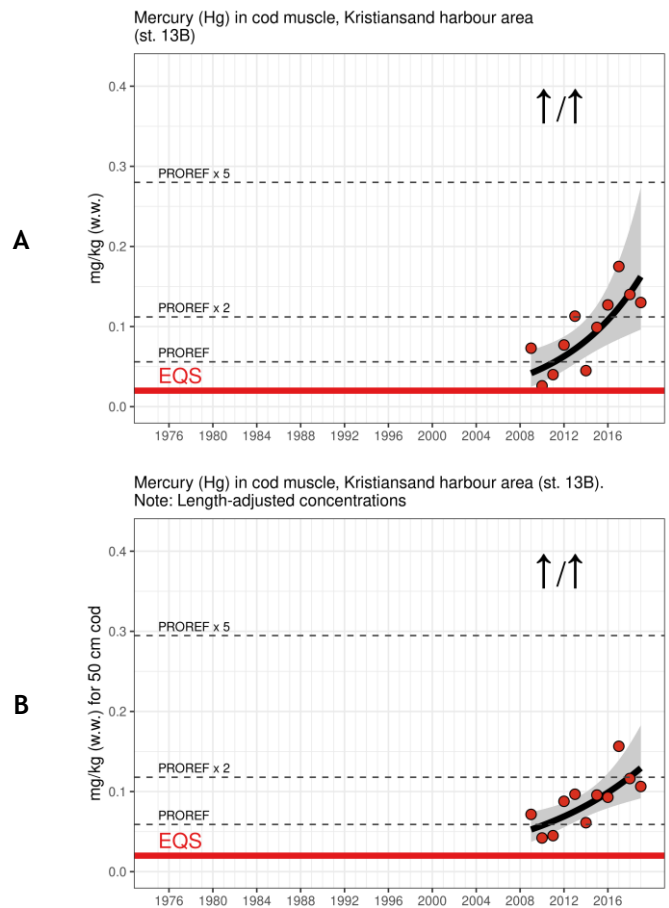 Mercury (Hg) in cod muscle, Kristiansand harbour area
(st. 13B)
A
mg/kg (w.w.)
0.4
0.3
0.2
0.1
0.0
↑/↑
PROREF x 5
PROREF x 2
PROREF
EQS
1976 1980 1984 1988 1992 1996 2000 2004 2008 2012 2016
Mercury (Hg) in cod muscle, Kristiansand harbour area (st. 13B).
Note: Length-adjusted concentrations
B
mg/kg (w.w.) for 50 cm cod
0.4
0.3
0.2
0.1
0.0
↑/↑
PROREF x 5
PROREF x 2
PROREF
EQS
1976 1980 1984 1988 1992 1996 2000 2004 2008 2012 2016